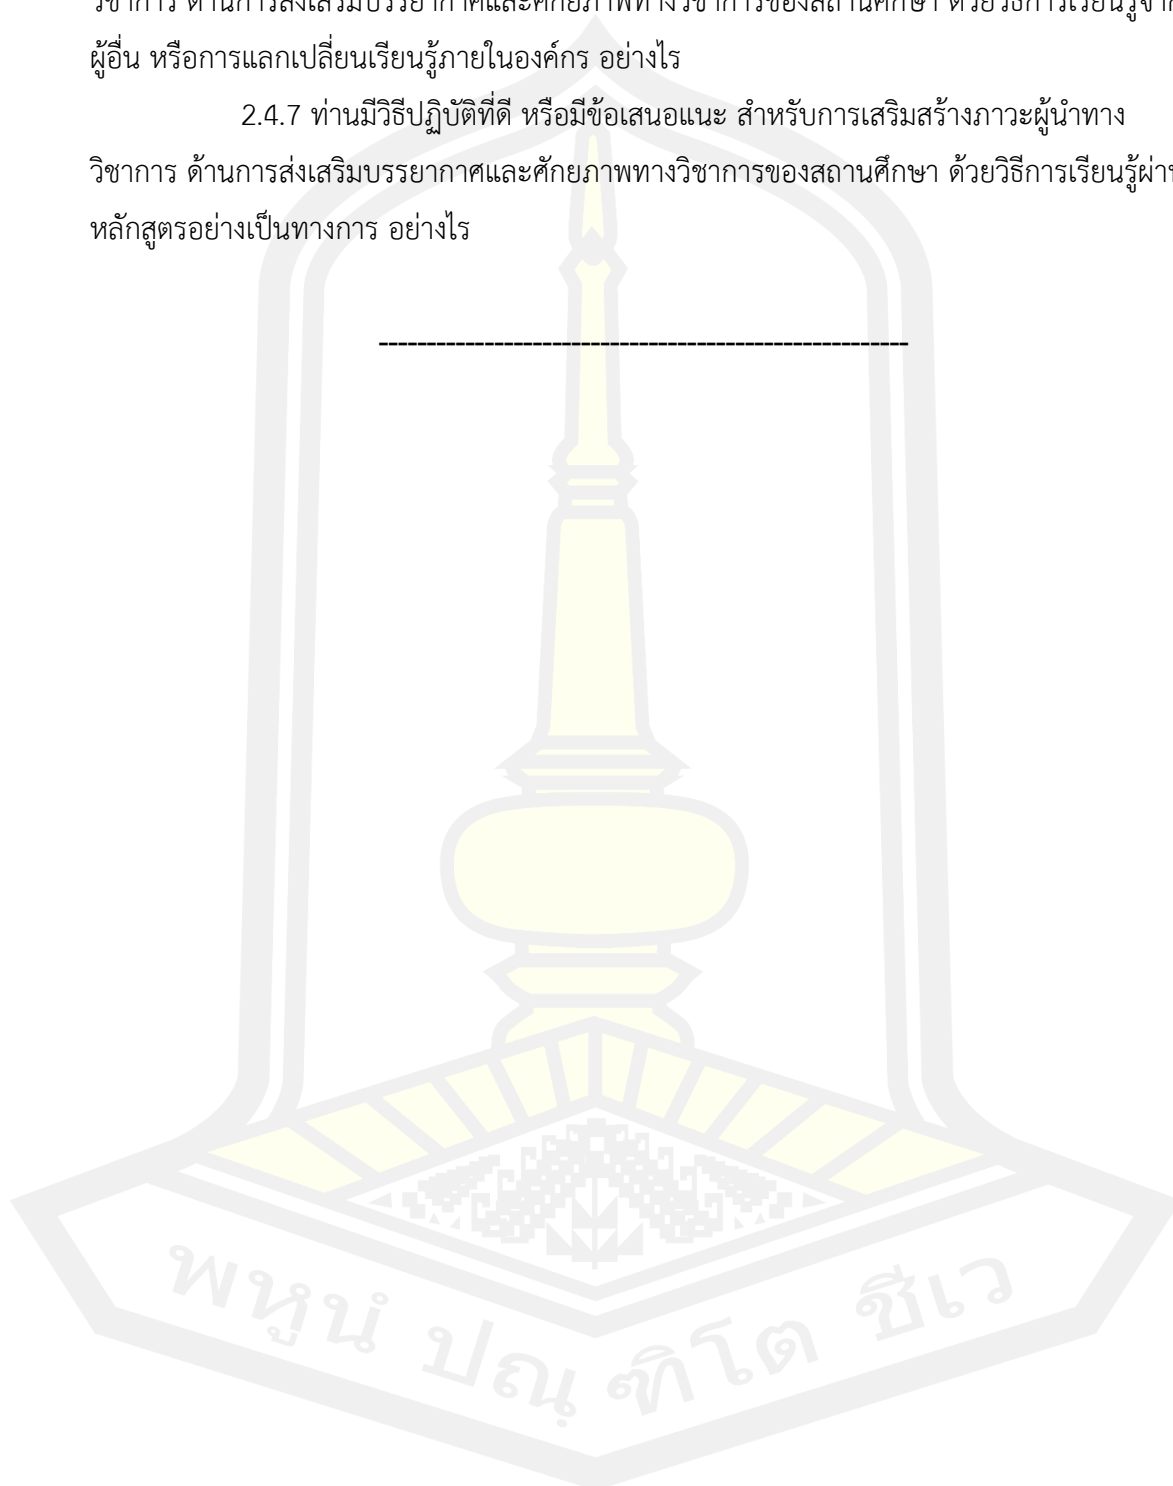 วิชาการ ด้านการส่งเสริมบรรยากาศและศักยภาพทางวิชาการของสถานศึกษา ด้วยวิธีการเรียนรู้จาก
ผู้อื่น หรือการแลกเปลี่ยนเรียนรู้ภายในองค์กร อย่างไร
2.4.7 ท่านมีวิธีปฏิบัติที่ดี หรือมีข้อเสนอแนะ สำหรับการเสริมสร้างภาวะผู้นำทาง
วิชาการ ด้านการส่งเสริมบรรยากาศและศักยภาพทางวิชาการของสถานศึกษา ด้วยวิธีการเรียนรู้ผ่าน
หลักสูตรอย่างเป็นทางการ อย่างไร
-------------------------------------------------------
พหูนํ ปณฺฑิโต ชีเว